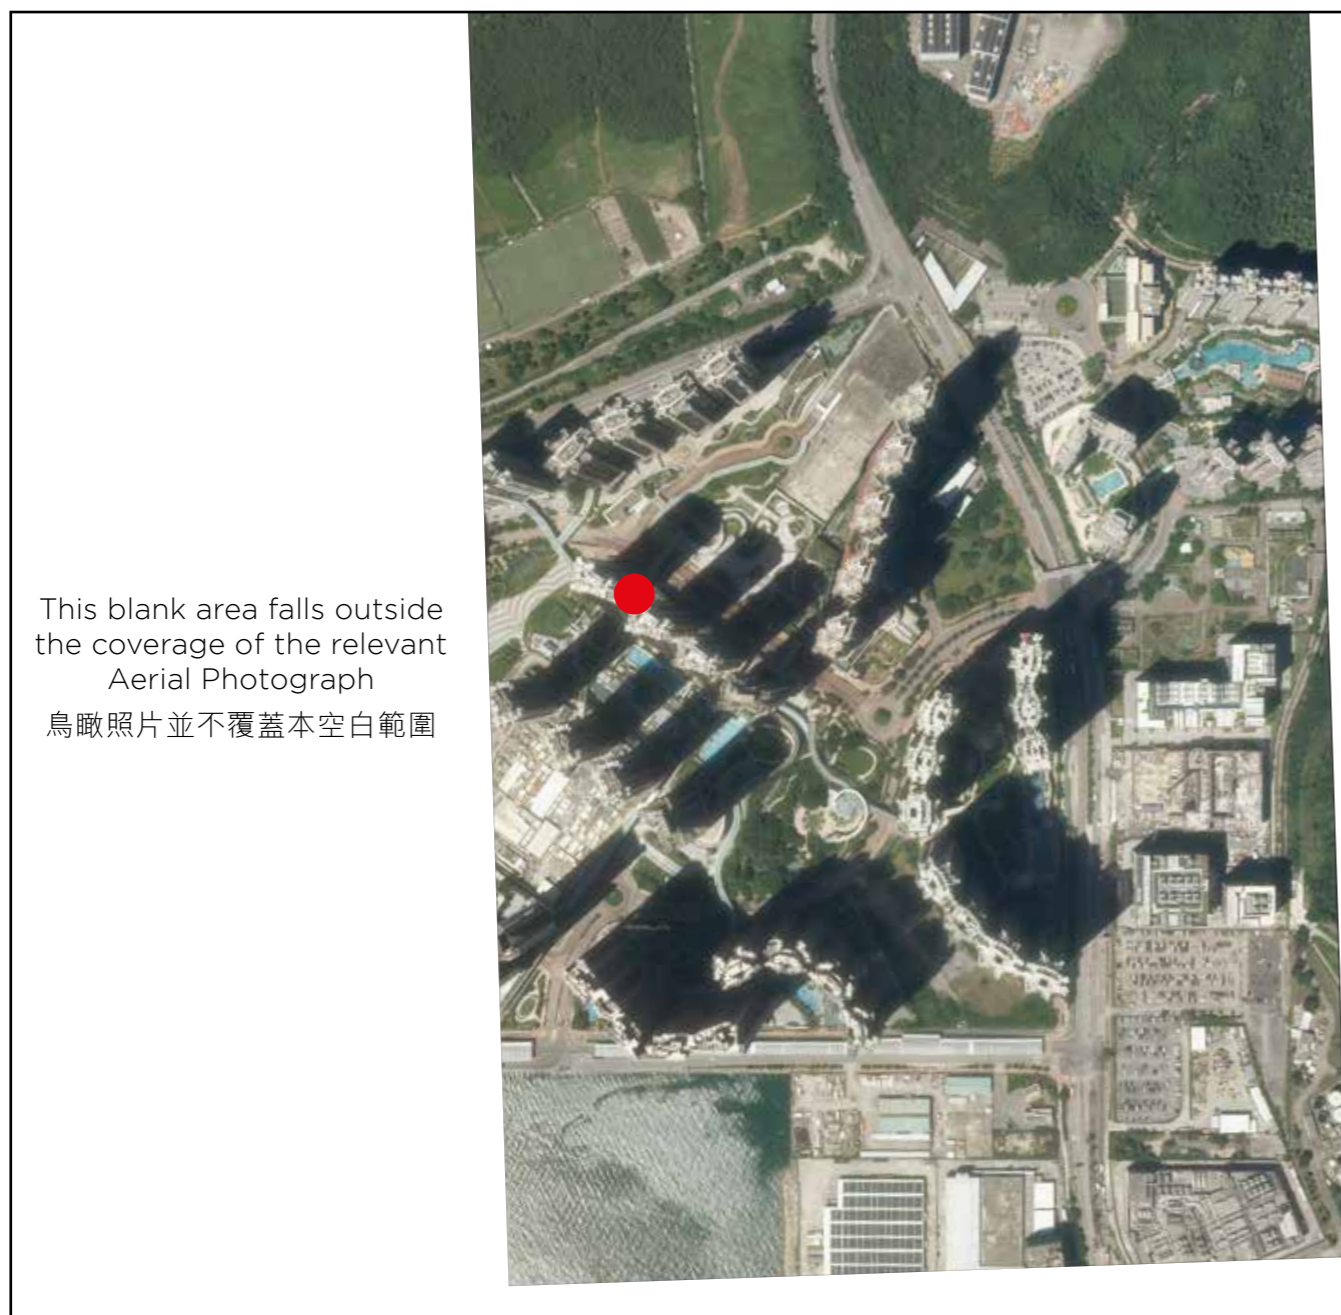 This blank area falls outside
the coverage of the relevant
Aerial Photograph
鳥瞰照片並不覆蓋本空白範圍